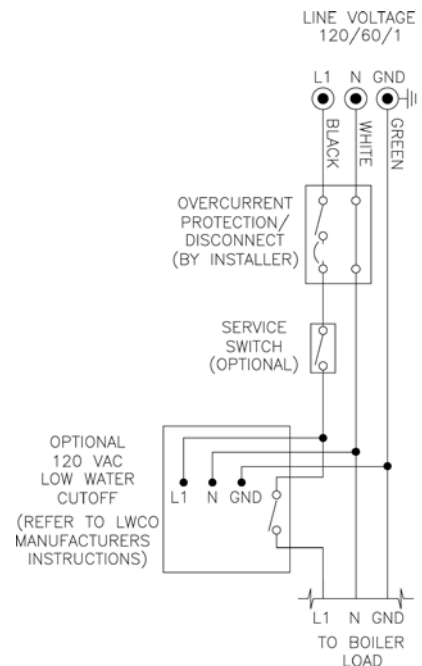 LINE VOLTAGE
120/60/1
L1 N GND
BLACK
WHITE
GREEN
OVERCURRENT
PROTECTION/
DISCONNECT
(BY INSTALLER)
SERVICE
SWITCH
(OPTIONAL)
OPTIONAL
120 VAC
LOW WATER
CUTOFF
(REFER TO LWCO
MANUFACTURERS
INSTRUCTIONS)
L1 N GND
L1 N GND
TO BOILER
LOAD